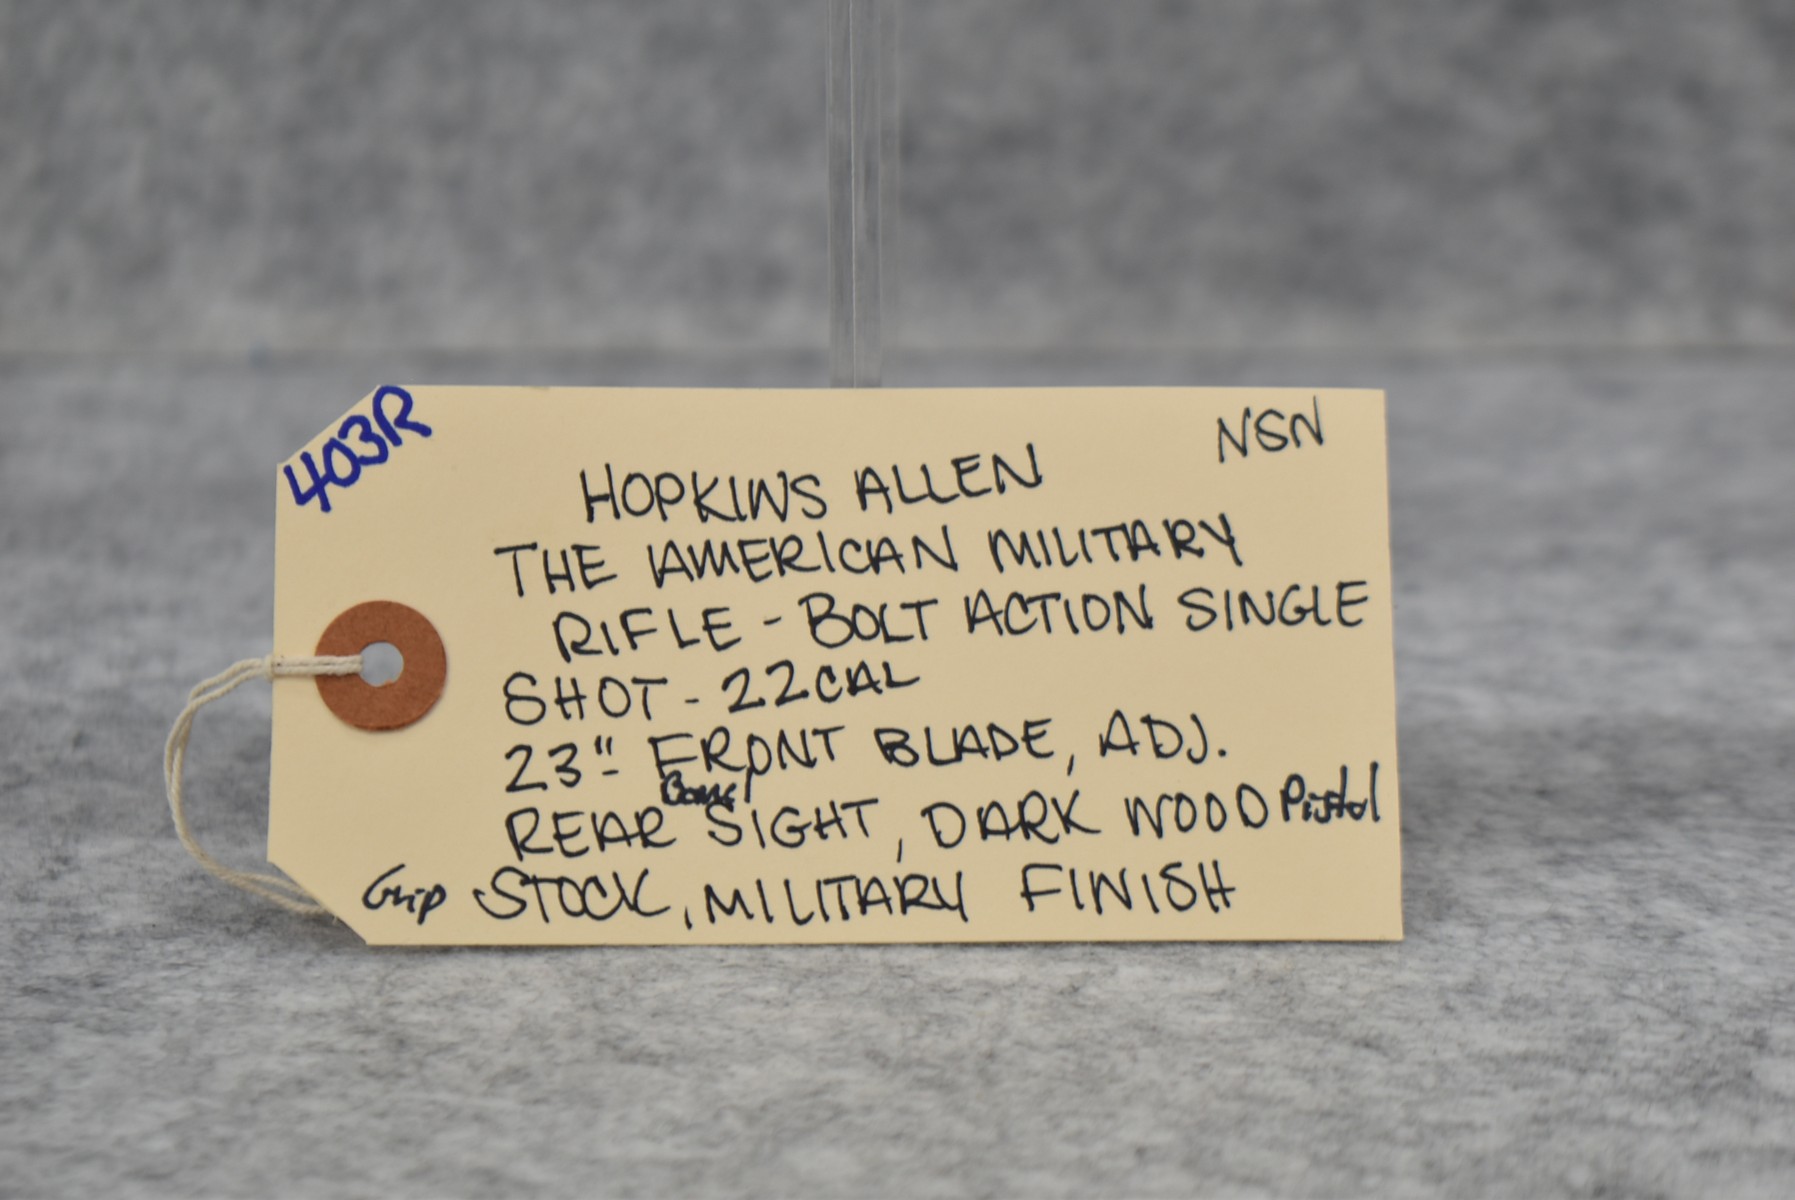 403R
NSN
HOPKINS ALLEN
THE AMERICAN MILITARY
RIFLE - BOLT ACTION SINGLE
SHOT - 22CAL
23" - FRONT BLADE, ADJ.
Barrel
REAR SIGHT, DARK WOOD Pistol
Grip STOCK, MILITARY FINISH